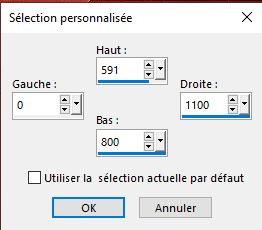 Sélection personnalisée
Haut :
591
Gauche :
0
Droite :
1100
Bas :
800
Utiliser la sélection actuelle par défaut
OK
Annuler